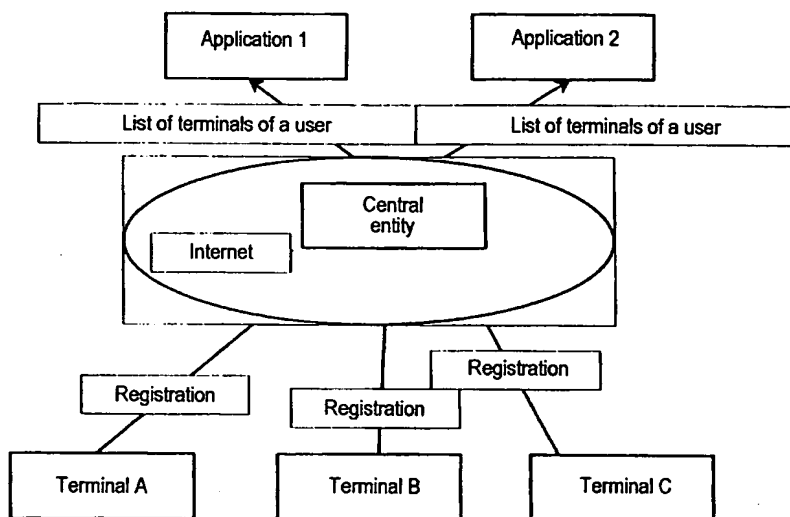 Application 1
Application 2
List of terminals of a user
List of terminals of a user
Central
entity
Internet
Registration
Registration
Registration
Terminal A
Terminal B
Terminal C